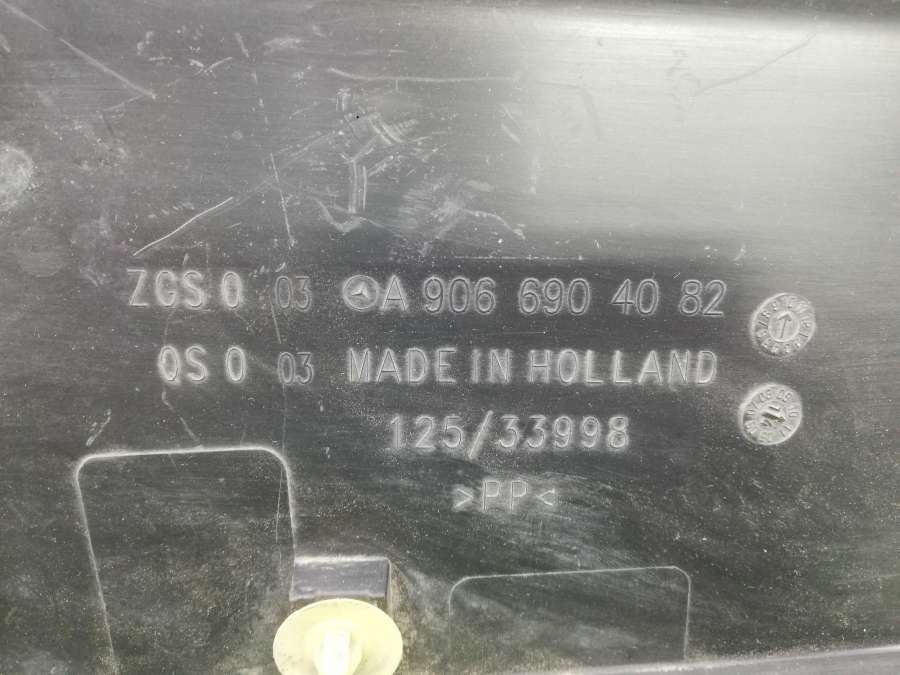 ZGS 0 03 A 906 690 40 82
QS 0 03 MADE IN HOLLAND
125/33998
>PP<